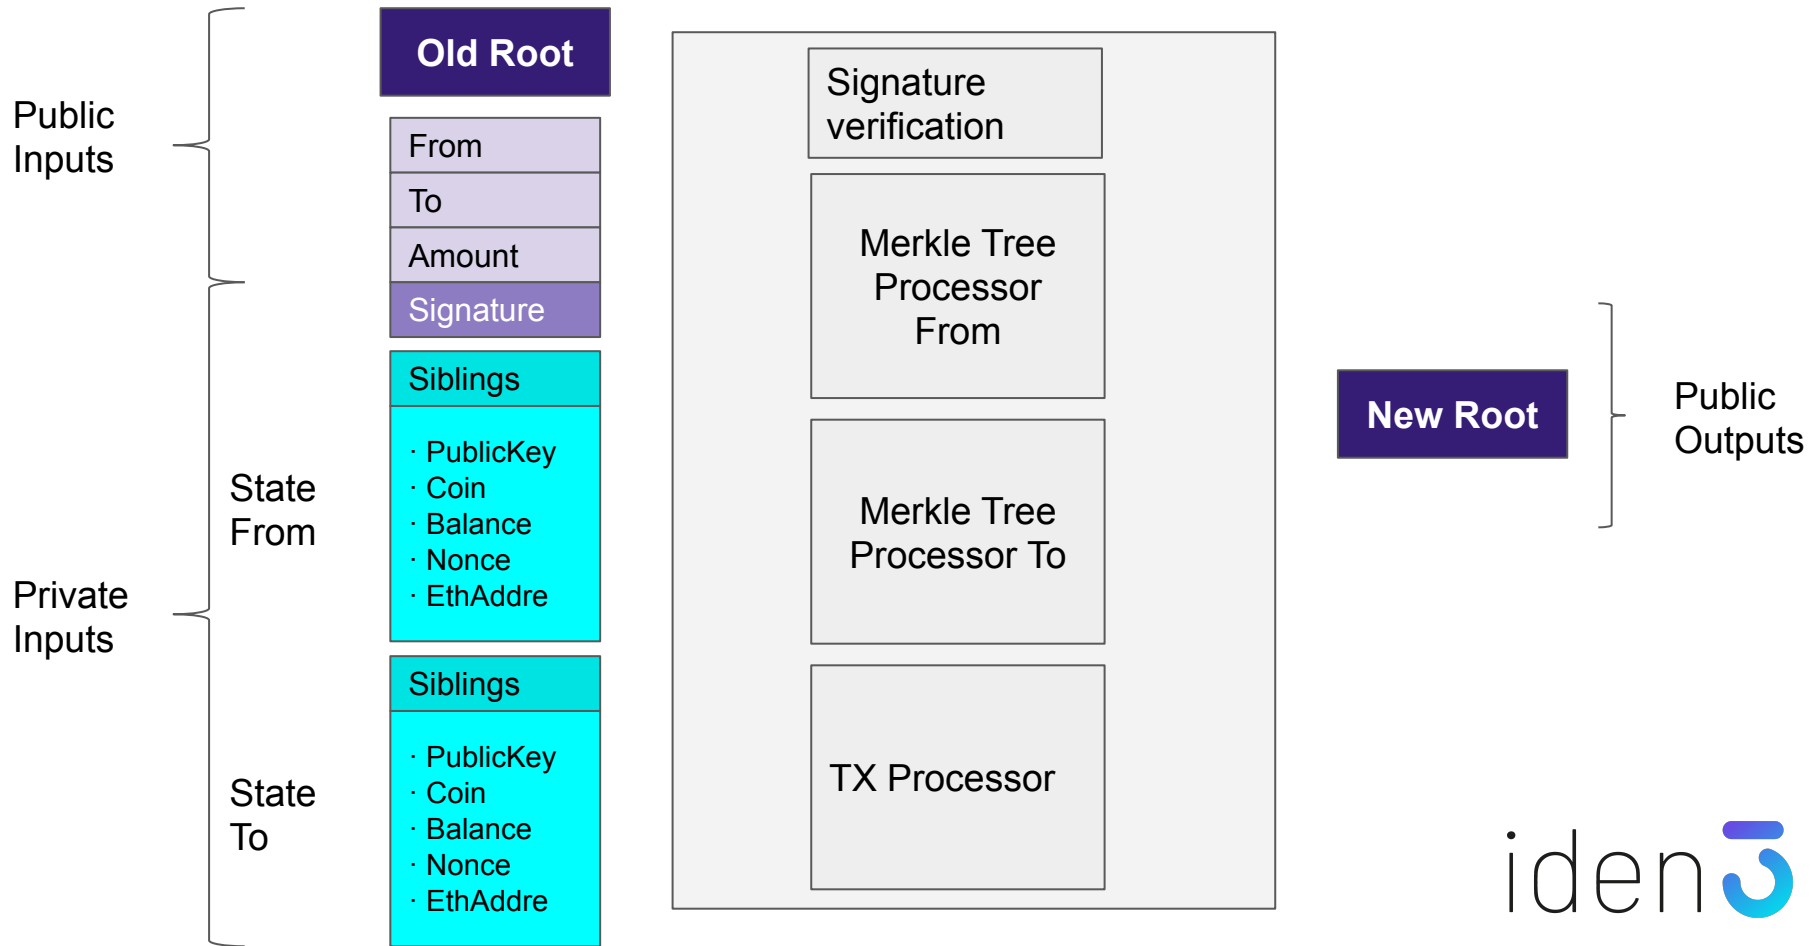 Public
Inputs
Old Root
From
To
Amount
Signature
Siblings
· PublicKey
· Coin
· Balance
· Nonce
· EthAddre
State
From
Private
Inputs
Siblings
· PublicKey
· Coin
· Balance
· Nonce
· EthAddre
State
To
Signature
verification
Merkle Tree
Processor
From
Merkle Tree
Processor To
TX Processor
New Root
Public
Outputs
iden3